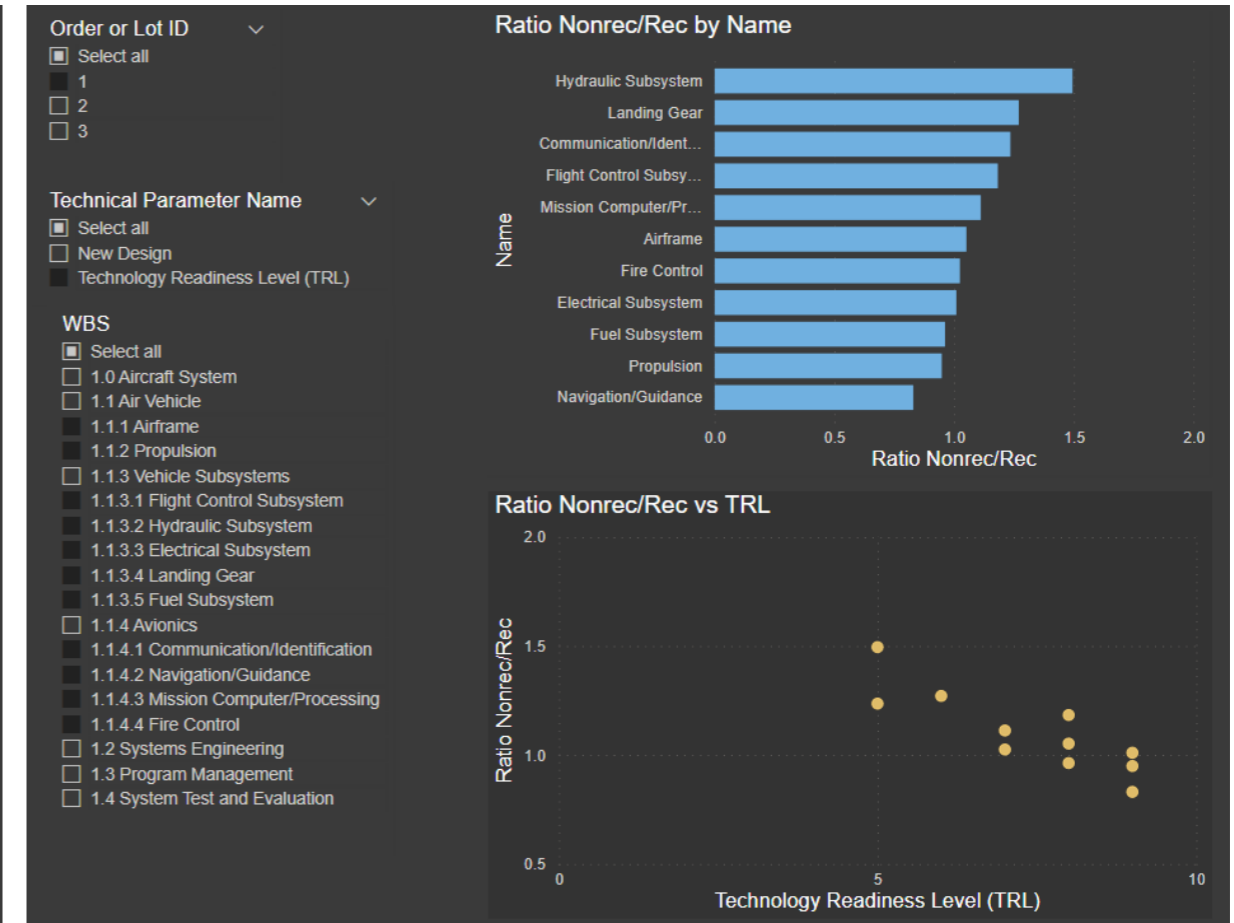 Order or Lot ID
Select all
1
2
3
Technical Parameter Name
Select all
New Design
Technology Readiness Level (TRL)
WBS
Select all
1.0 Aircraft System
1.1 Air Vehicle
1.1.1 Airframe
1.1.2 Propulsion
1.1.3 Vehicle Subsystems
1.1.3.1 Flight Control Subsystem
1.1.3.2 Hydraulic Subsystem
1.1.3.3 Electrical Subsystem
1.1.3.4 Landing Gear
1.1.3.5 Fuel Subsystem
1.1.4 Avionics
1.1.4.1 Communication/Identification
1.1.4.2 Navigation/Guidance
1.1.4.3 Mission Computer/Processing
1.1.4.4 Fire Control
1.2 Systems Engineering
1.3 Program Management
1.4 System Test and Evaluation
Ratio Nonrec/Rec by Name
Name
Hydraulic Subsystem
Landing Gear
Communication/Ident...
Flight Control Subsy...
Mission Computer/Pr...
Airframe
Fire Control
Electrical Subsystem
Fuel Subsystem
Propulsion
Navigation/Guidance
0.0 0.5 1.0 1.5 2.0
Ratio Nonrec/Rec
Ratio Nonrec/Rec vs TRL
Ratio Nonrec/Rec
2.0
1.5
1.0
0.5
0 5 10
Technology Readiness Level (TRL)